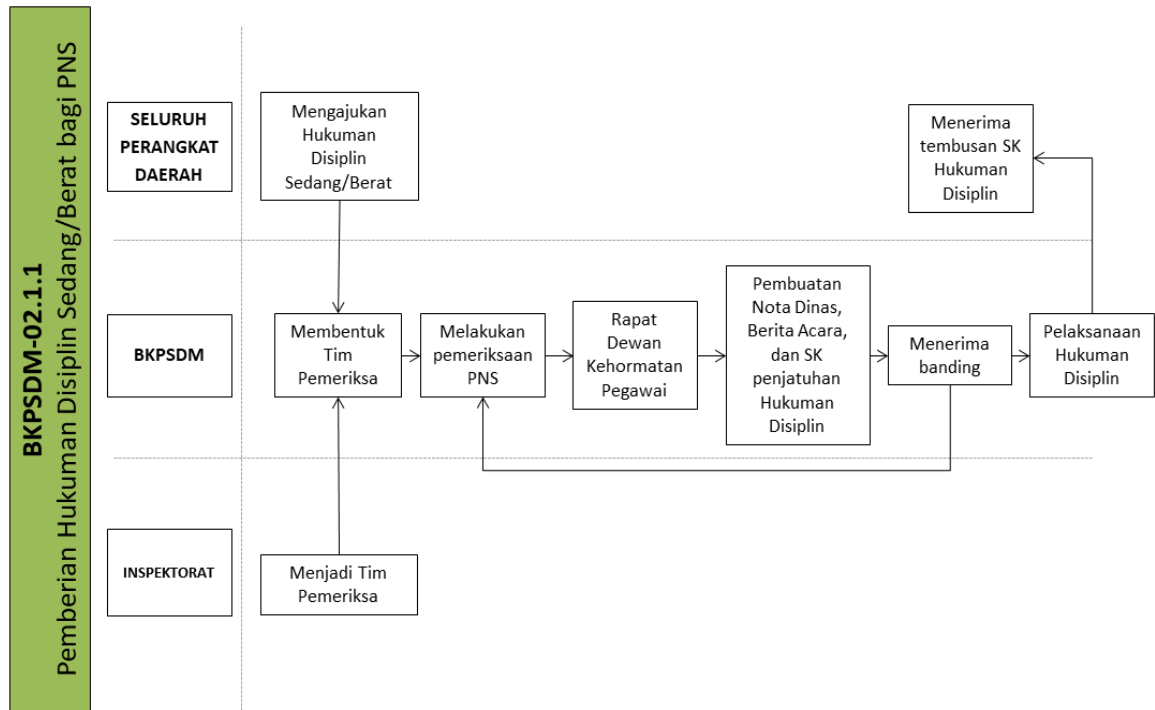 BKPSDM-02.1.1
Pemberian Hukuman Disiplin Sedang/Berat bagi PNS
SELURUH
PERANGKAT
DAERAH
Mengajukan
Hukuman
Disiplin
Sedang/Berat
Menerima
tembusan SK
Hukuman
Disiplin
BKPSDM
Membentuk
Tim
Pemeriksa
Melakukan
pemeriksaan
PNS
Rapat
Dewan
Kehormatan
Pegawai
Pembuatan
Nota Dinas,
Berita Acara,
dan SK
penjatuhan
Hukuman
Disiplin
Menerima
banding
Pelaksanaan
Hukuman
Disiplin
INSPEKTORAT
Menjadi Tim
Pemeriksa